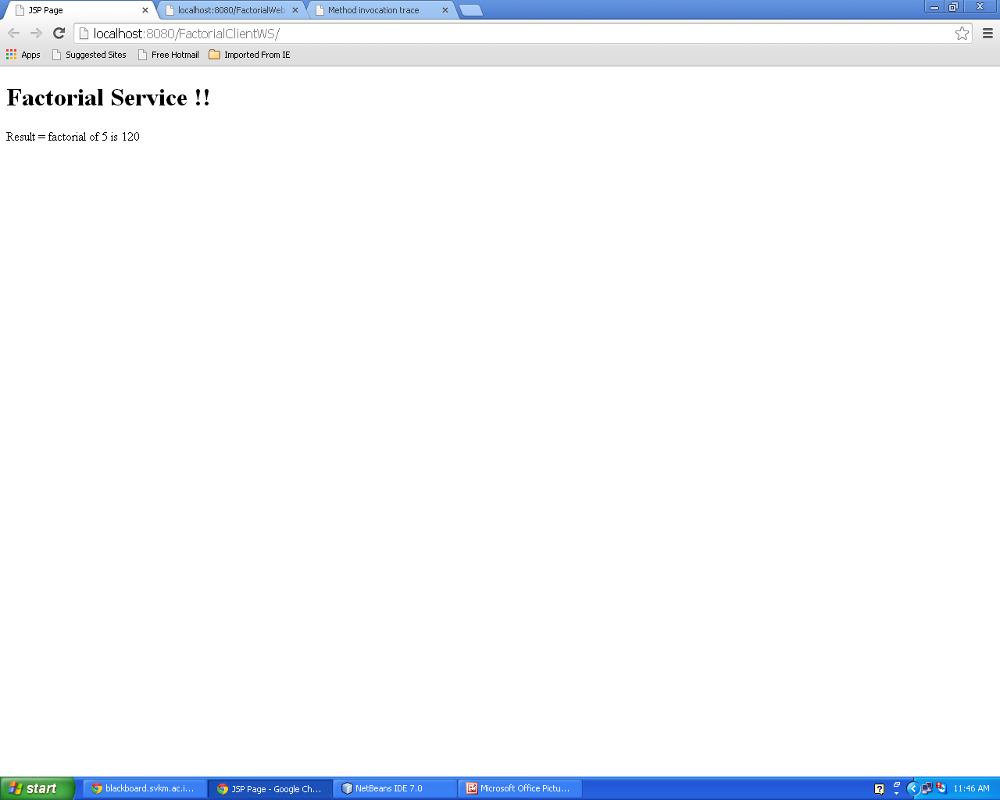 JSP Page
localhost:8080/FactorialWeb
Method invocation trace
localhost:8080/FactorialClientWS/
Apps
Suggested Sites
Free Hotmail
Imported From IE
Factorial Service !!
Result = factorial of 5 is 120
start
blackboard.svkm.ac.i...
JSP Page - Google Ch...
NetBeans IDE 7.0
Microsoft Office Pictu...
11:46 AM